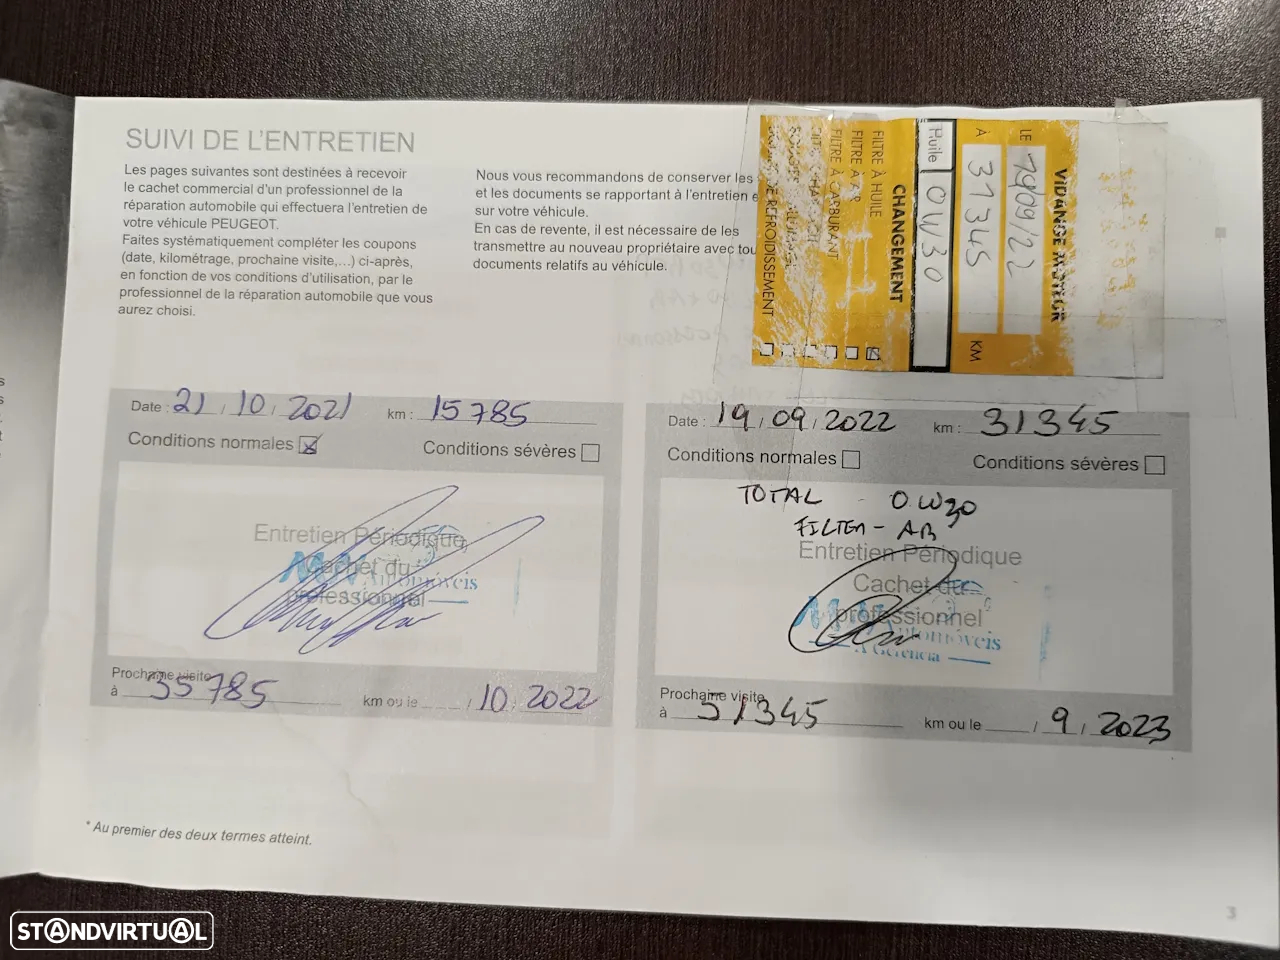 SUIVI DE L'ENTRETIEN
Les pages suivantes sont destinées à recevoir
le cachet commercial d'un professionnel de la
réparation automobile qui effectuera l'entretien de
votre véhicule PEUGEOT.
Faites systématiquement compléter les coupons
(date, kilométrage, prochaine visite,...) ci-après,
en fonction de vos conditions d'utilisation, par le
professionnel de la réparation automobile que vous
aurez choisi.
Nous vous recommandons de conserver les
et les documents se rapportant à l'entretien e
sur votre véhicule.
En cas de revente, il est nécessaire de les
transmettre au nouveau propriétaire avec tou
documents relatifs au véhicule.
VIDANGE MOTEUR
LE 19/09/22
À 31345 KM
Huile 0W30
CHANGEMENT
FILTRE À HUILE
FILTRE À AIR
FILTRE À CARBURANT
DE REFROIDISSEMENT
Date : 21 / 10 / 2021 km : 15785
Conditions normales
Conditions sévères
Entretien Périodique
Cachet du
professionnel
Automóveis
Prochaine visite
à 35785 km ou le / 10 / 2022
Date : 19 / 09 / 2022 km : 31345
Conditions normales
Conditions sévères
TOTAL - 0W30
Entretien Périodique
Cachet du
professionnel
Automóveis
A Gerência
Prochaine visite
à 51345 km ou le / 9 / 2023
* Au premier des deux termes atteint.
3
STANDVIRTUAL